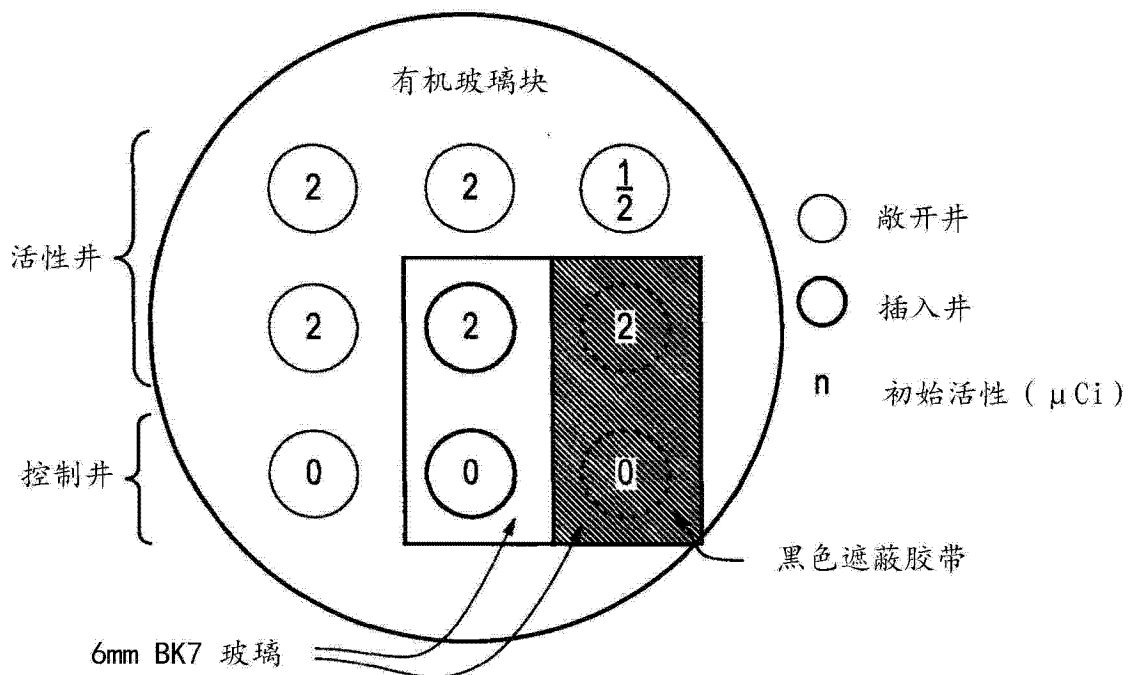 有机玻璃块
2 2 1/2
敞开井
活性井
2 2 2
插入井
n 初始活性(μCi)
控制井
0 0 0
黑色遮蔽胶带
6mm BK7 玻璃